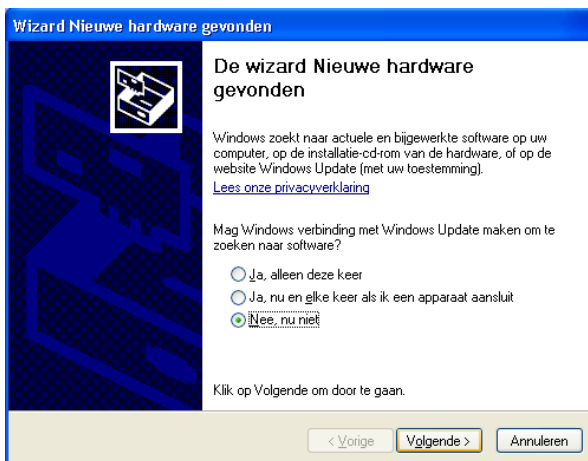 Wizard Nieuwe hardware gevonden
De wizard Nieuwe hardware
gevonden
Windows zoekt naar actuele en bijgewerkte software op uw
computer, op de installatie-cd-rom van de hardware, of op de
website Windows Update (met uw toestemming).
Lees onze privacyverklaring
Mag Windows verbinding met Windows Update maken om te
zoeken naar software?
Ja, alleen deze keer
Ja, nu en elke keer als ik een apparaat aansluit
Nee, nu niet
Klik op Volgende om door te gaan.
< Vorige Volgende > Annuleren